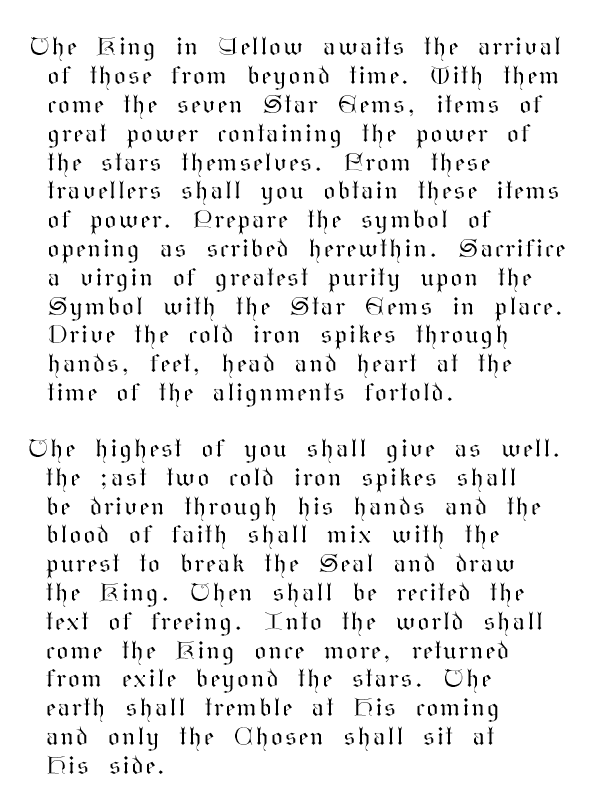 The King in Yellow awaits the arrival
of those from beyond time. With them
come the seven Star Gems, items of
great power containing the power of
the stars themselves. From these
travellers shall you obtain these items
of power. Prepare the symbol of
opening as scribed herewthin. Sacrifice
a virgin of greatest purity upon the
Symbol with the Star Gems in place.
Drive the cold iron spikes through
hands, feet, head and heart at the
time of the alignments fortold.
The highest of you shall give as well.
the ;ast two cold iron spikes shall
be driven through his hands and the
blood of faith shall mix with the
purest to break the Seal and draw
the King. Then shall be recited the
text of freeing. Into the world shall
come the King once more, returned
from exile beyond the stars. The
earth shall tremble at His coming
and only the Chosen shall sit at
His side.